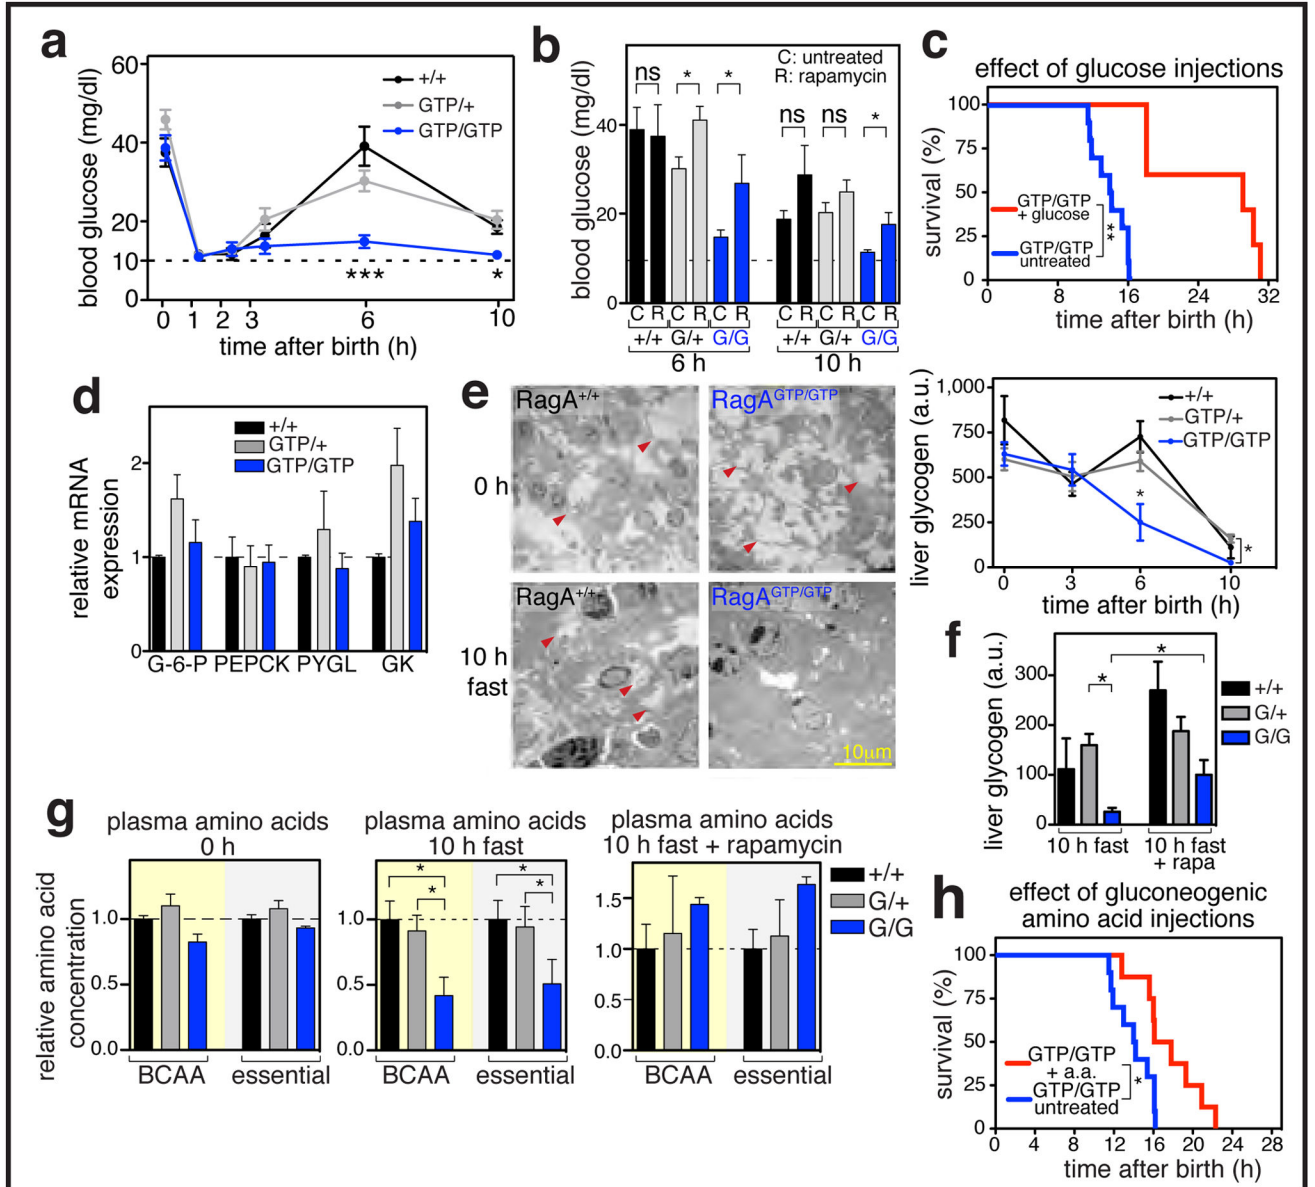 a
blood glucose (mg/dl)
60
40
20
10
0
+/+
GTP/+
GTP/GTP
***
*
0 1 2 3 6 10
time after birth (h)
b
blood glucose (mg/dl)
40
20
0
C: untreated
R: rapamycin
ns * *
ns ns *
C R C R C R C R C R C R
+/+ G/+ G/G +/+ G/+ G/G
6 h 10 h
c
effect of glucose injections
survival (%)
100
75
50
25
0
GTP/GTP
+ glucose
**
GTP/GTP
untreated
0 8 16 24 32
time after birth (h)
d
relative mRNA
expression
2
1
0
+/+
GTP/+
GTP/GTP
G-6-P PEPCK PYGL GK
e
0 h
RagA+/+
RagAGTP/GTP
10 h
fast
RagA+/+
RagAGTP/GTP
10μm
liver glycogen (a.u.)
1,000
750
500
250
0
+/+
GTP/+
GTP/GTP
*
*
0 3 6 10
time after birth (h)
f
liver glycogen (a.u.)
300
200
100
0
*
*
+/+
G/+
G/G
10 h fast 10 h fast
+ rapa
g
relative amino acid
concentration
plasma amino acids
0 h
1.0
0.5
0.0
BCAA essential
plasma amino acids
10 h fast
* *
* *
1.0
0.5
0.0
BCAA essential
plasma amino acids
10 h fast + rapamycin
1.5
1.0
0.5
0.0
BCAA essential
+/+
G/+
G/G
h
effect of gluconeogenic
amino acid injections
survival (%)
100
75
50
25
0
GTP/GTP
+ a.a.
*
GTP/GTP
untreated
0 4 8 12 16 20 24 28
time after birth (h)